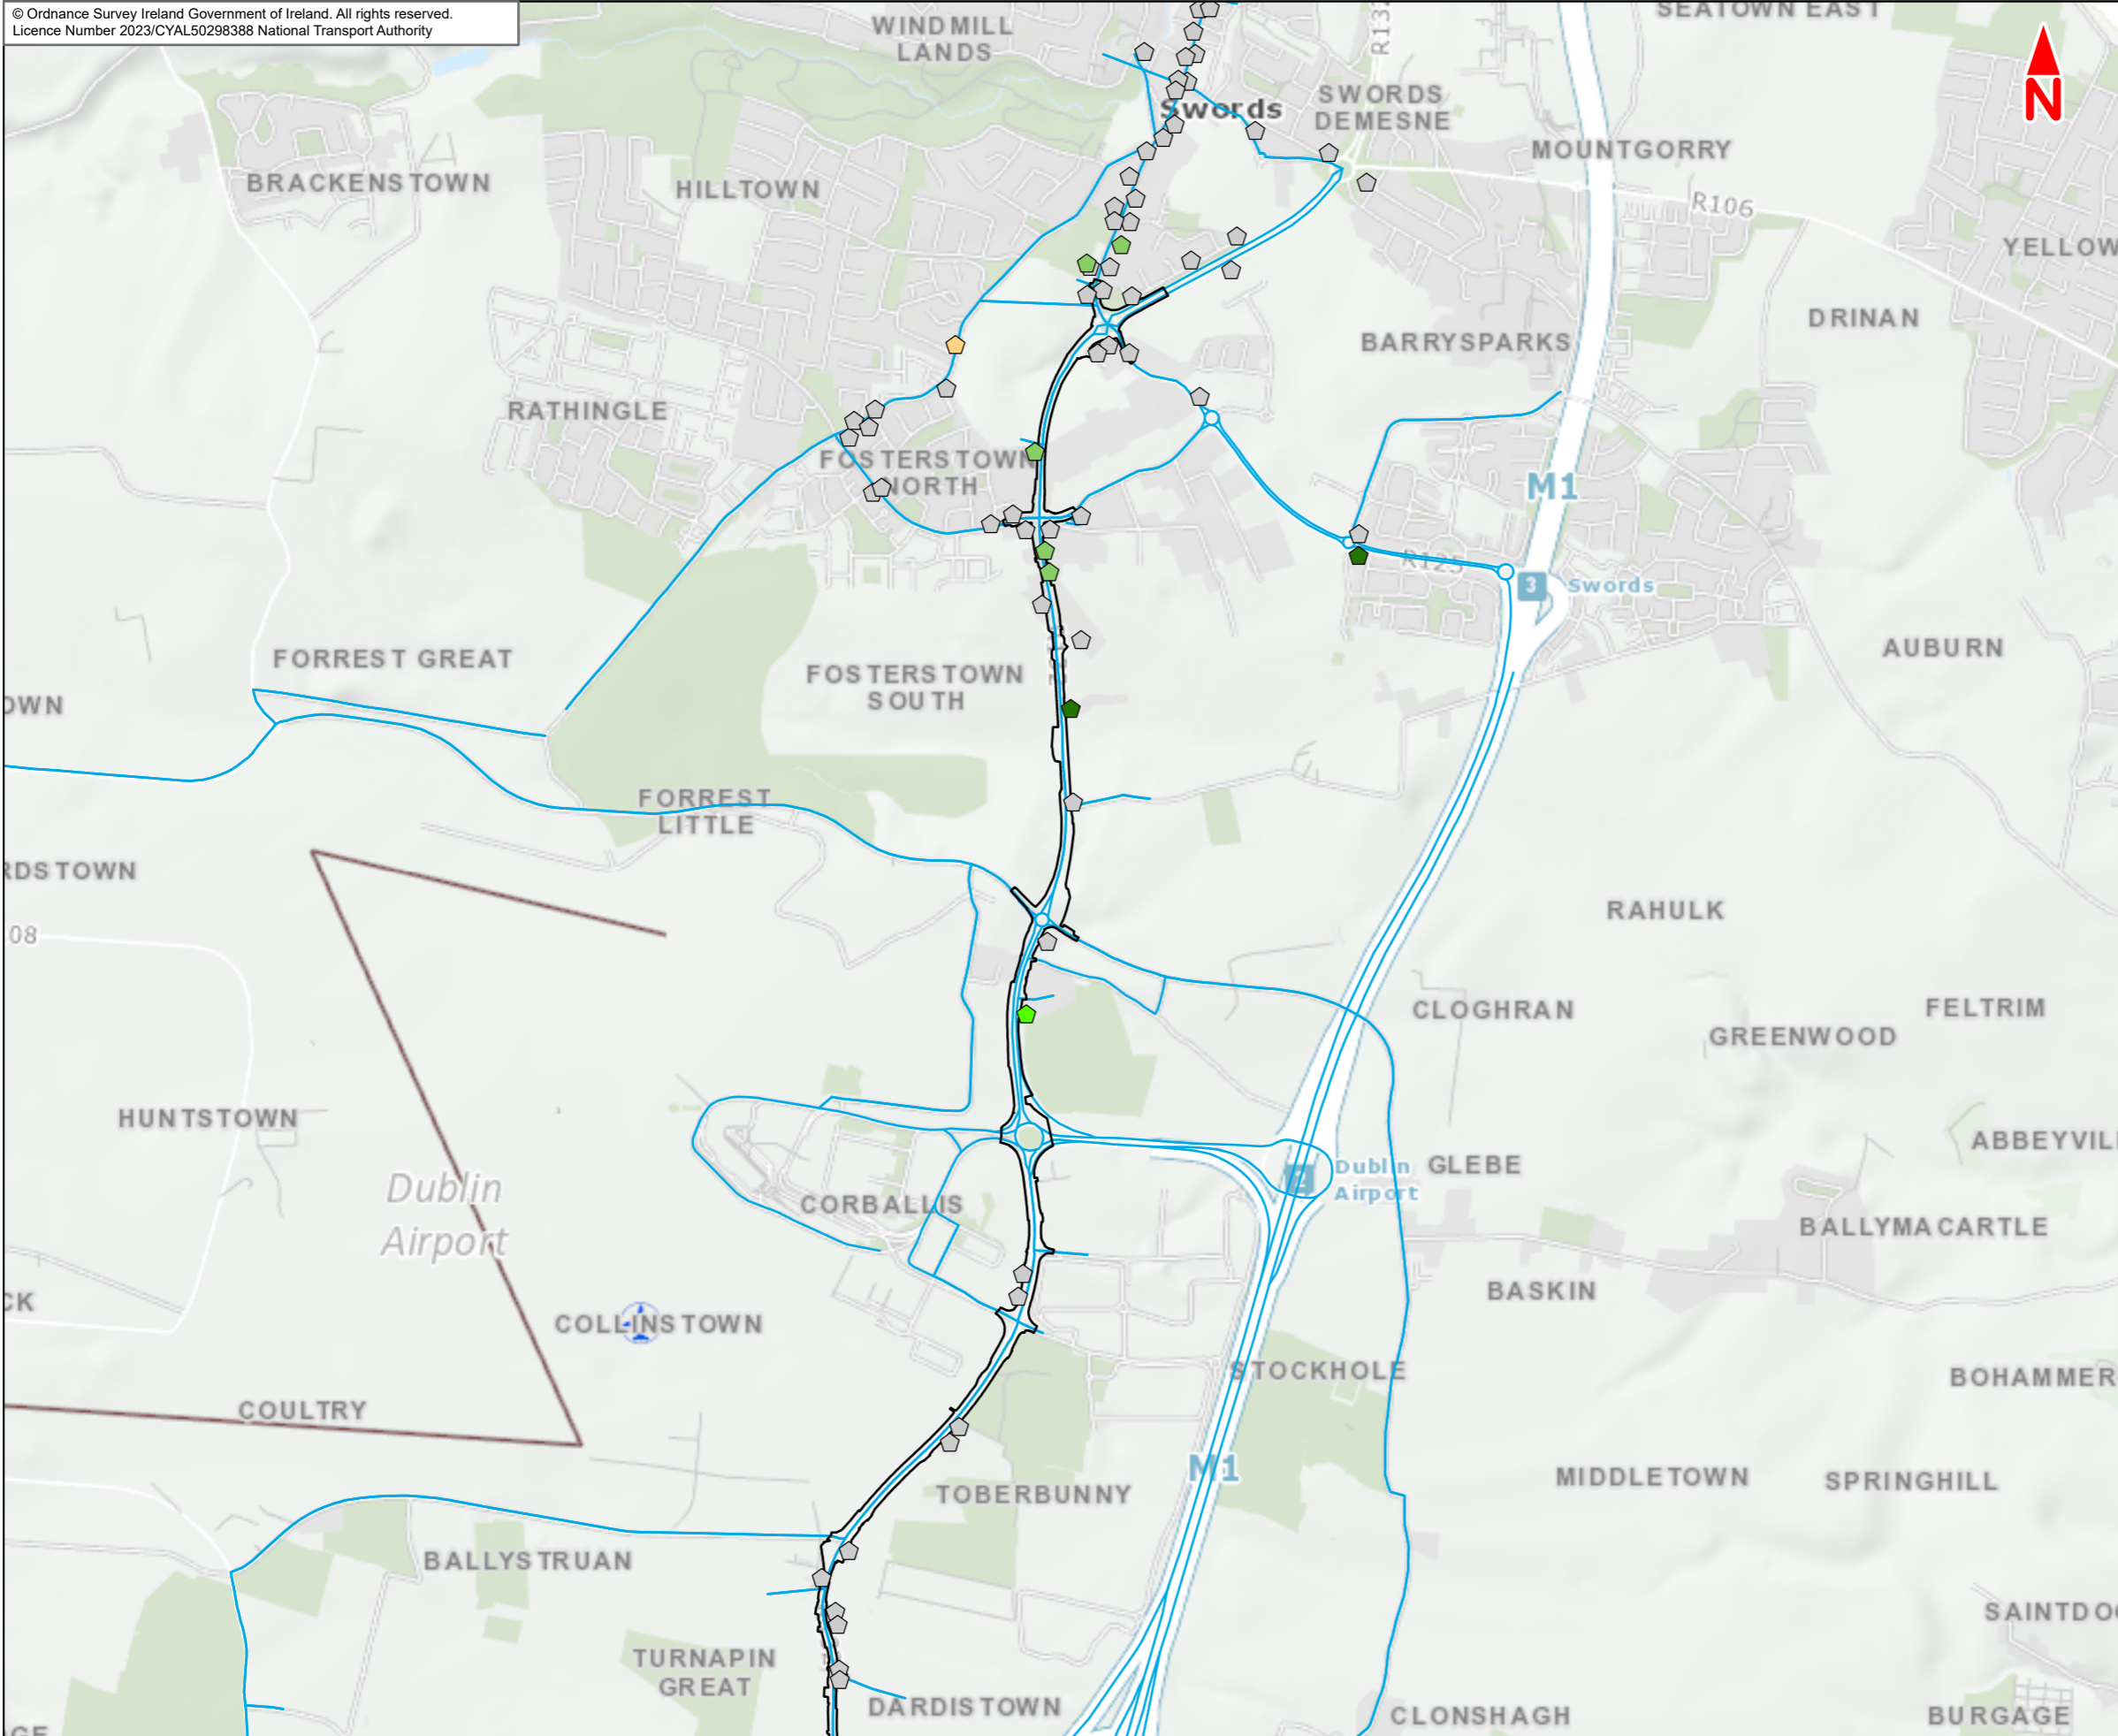 © Ordnance Survey Ireland Government of Ireland. All rights reserved.
Licence Number 2023/CYAL50298388 National Transport Authority
WINDMILL
LANDS
SEATOWN EAST
N
Swords
SWORDS
DEMESNE
MOUNTGORRY
R106
BRACKENSTOWN
HILLTOWN
YELLOW
DRINAN
BARRYSPARKS
RATHINGLE
FOSTERSTOWN
NORTH
M1
R125
3
Swords
FORREST GREAT
FOSTERSTOWN
SOUTH
AUBURN
OWN
FORREST
LITTLE
RDSTOWN
RAHULK
08
CLOGHRAN
FELTRIM
GREENWOOD
HUNTSTOWN
ABBEYVIL
Dublin
Airport
2
Dublin
Airport
GLEBE
CORBALLIS
BALLYMACARTLE
BASKIN
CK
COLLINSTOWN
STOCKHOLE
BOHAMMER
COULTRY
M1
MIDDLETOWN
SPRINGHILL
TOBERBUNNY
BALLYSTRUAN
SAINTDO
TURNAPIN
GREAT
DARDISTOWN
CLONSHAGH
BURGAGE
GE